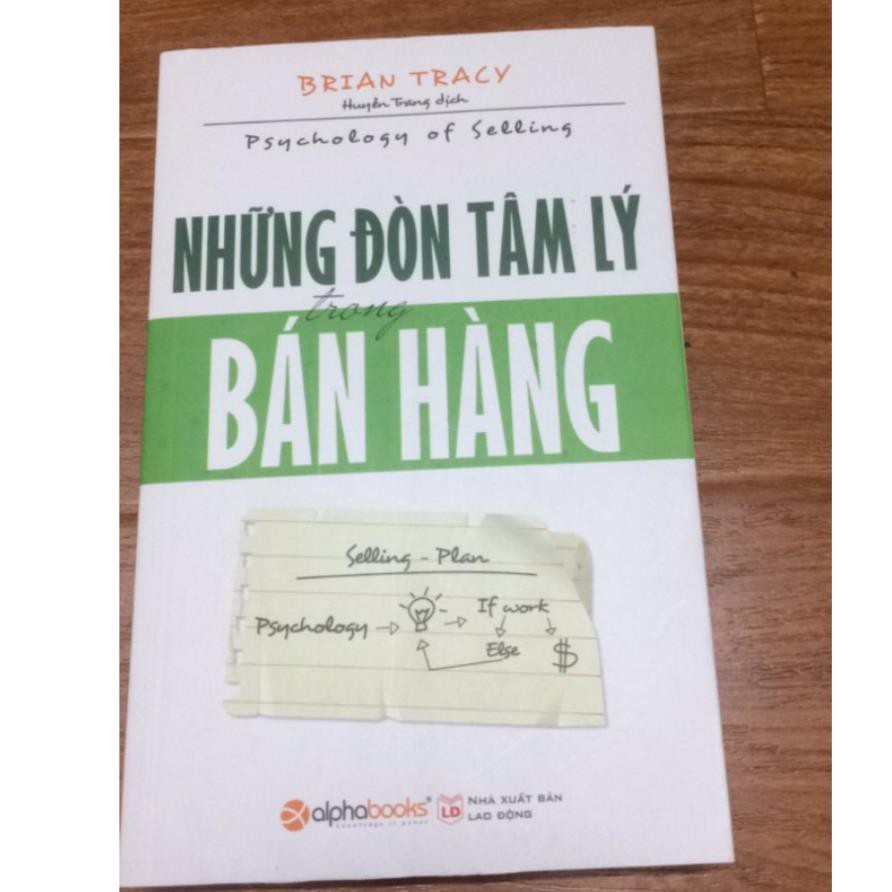 BRIAN TRACY
Huyền Trang dịch
Psychology of Selling
NHỮNG ĐÒN TÂM LÝ
trong
BÁN HÀNG
Selling - Plan
Psychology → → If work
Else $
alphabooks®
knowledge is power
LĐ NHÀ XUẤT BẢN
LAO ĐỘNG